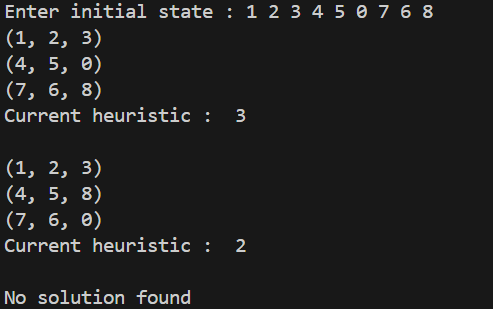 Enter initial state : 1 2 3 4 5 0 7 6 8
(1, 2, 3)
(4, 5, 0)
(7, 6, 8)
Current heuristic :  3
(1, 2, 3)
(4, 5, 8)
(7, 6, 0)
Current heuristic :  2
No solution found